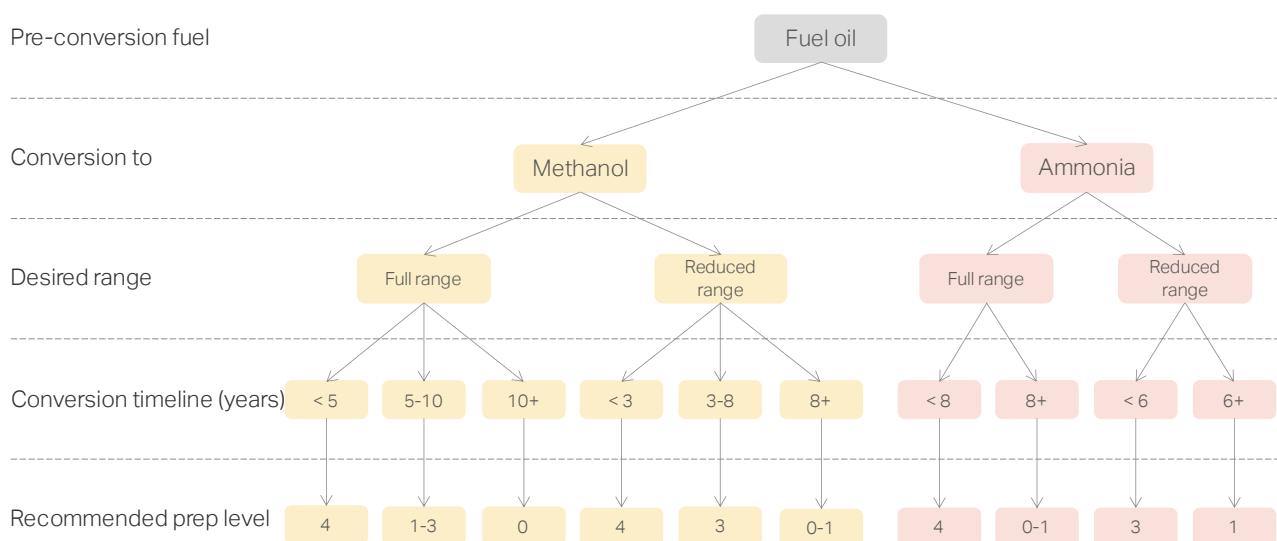 Pre-conversion fuel
Fuel oil
Conversion to
Methanol
Ammonia
Desired range
Full range
Reduced
range
Full range
Reduced
range
Conversion timeline (years)
< 5
5-10
10+
< 3
3-8
8+
< 8
8+
< 6
6+
Recommended prep level
4
1-3
0
4
3
0-1
4
0-1
3
1